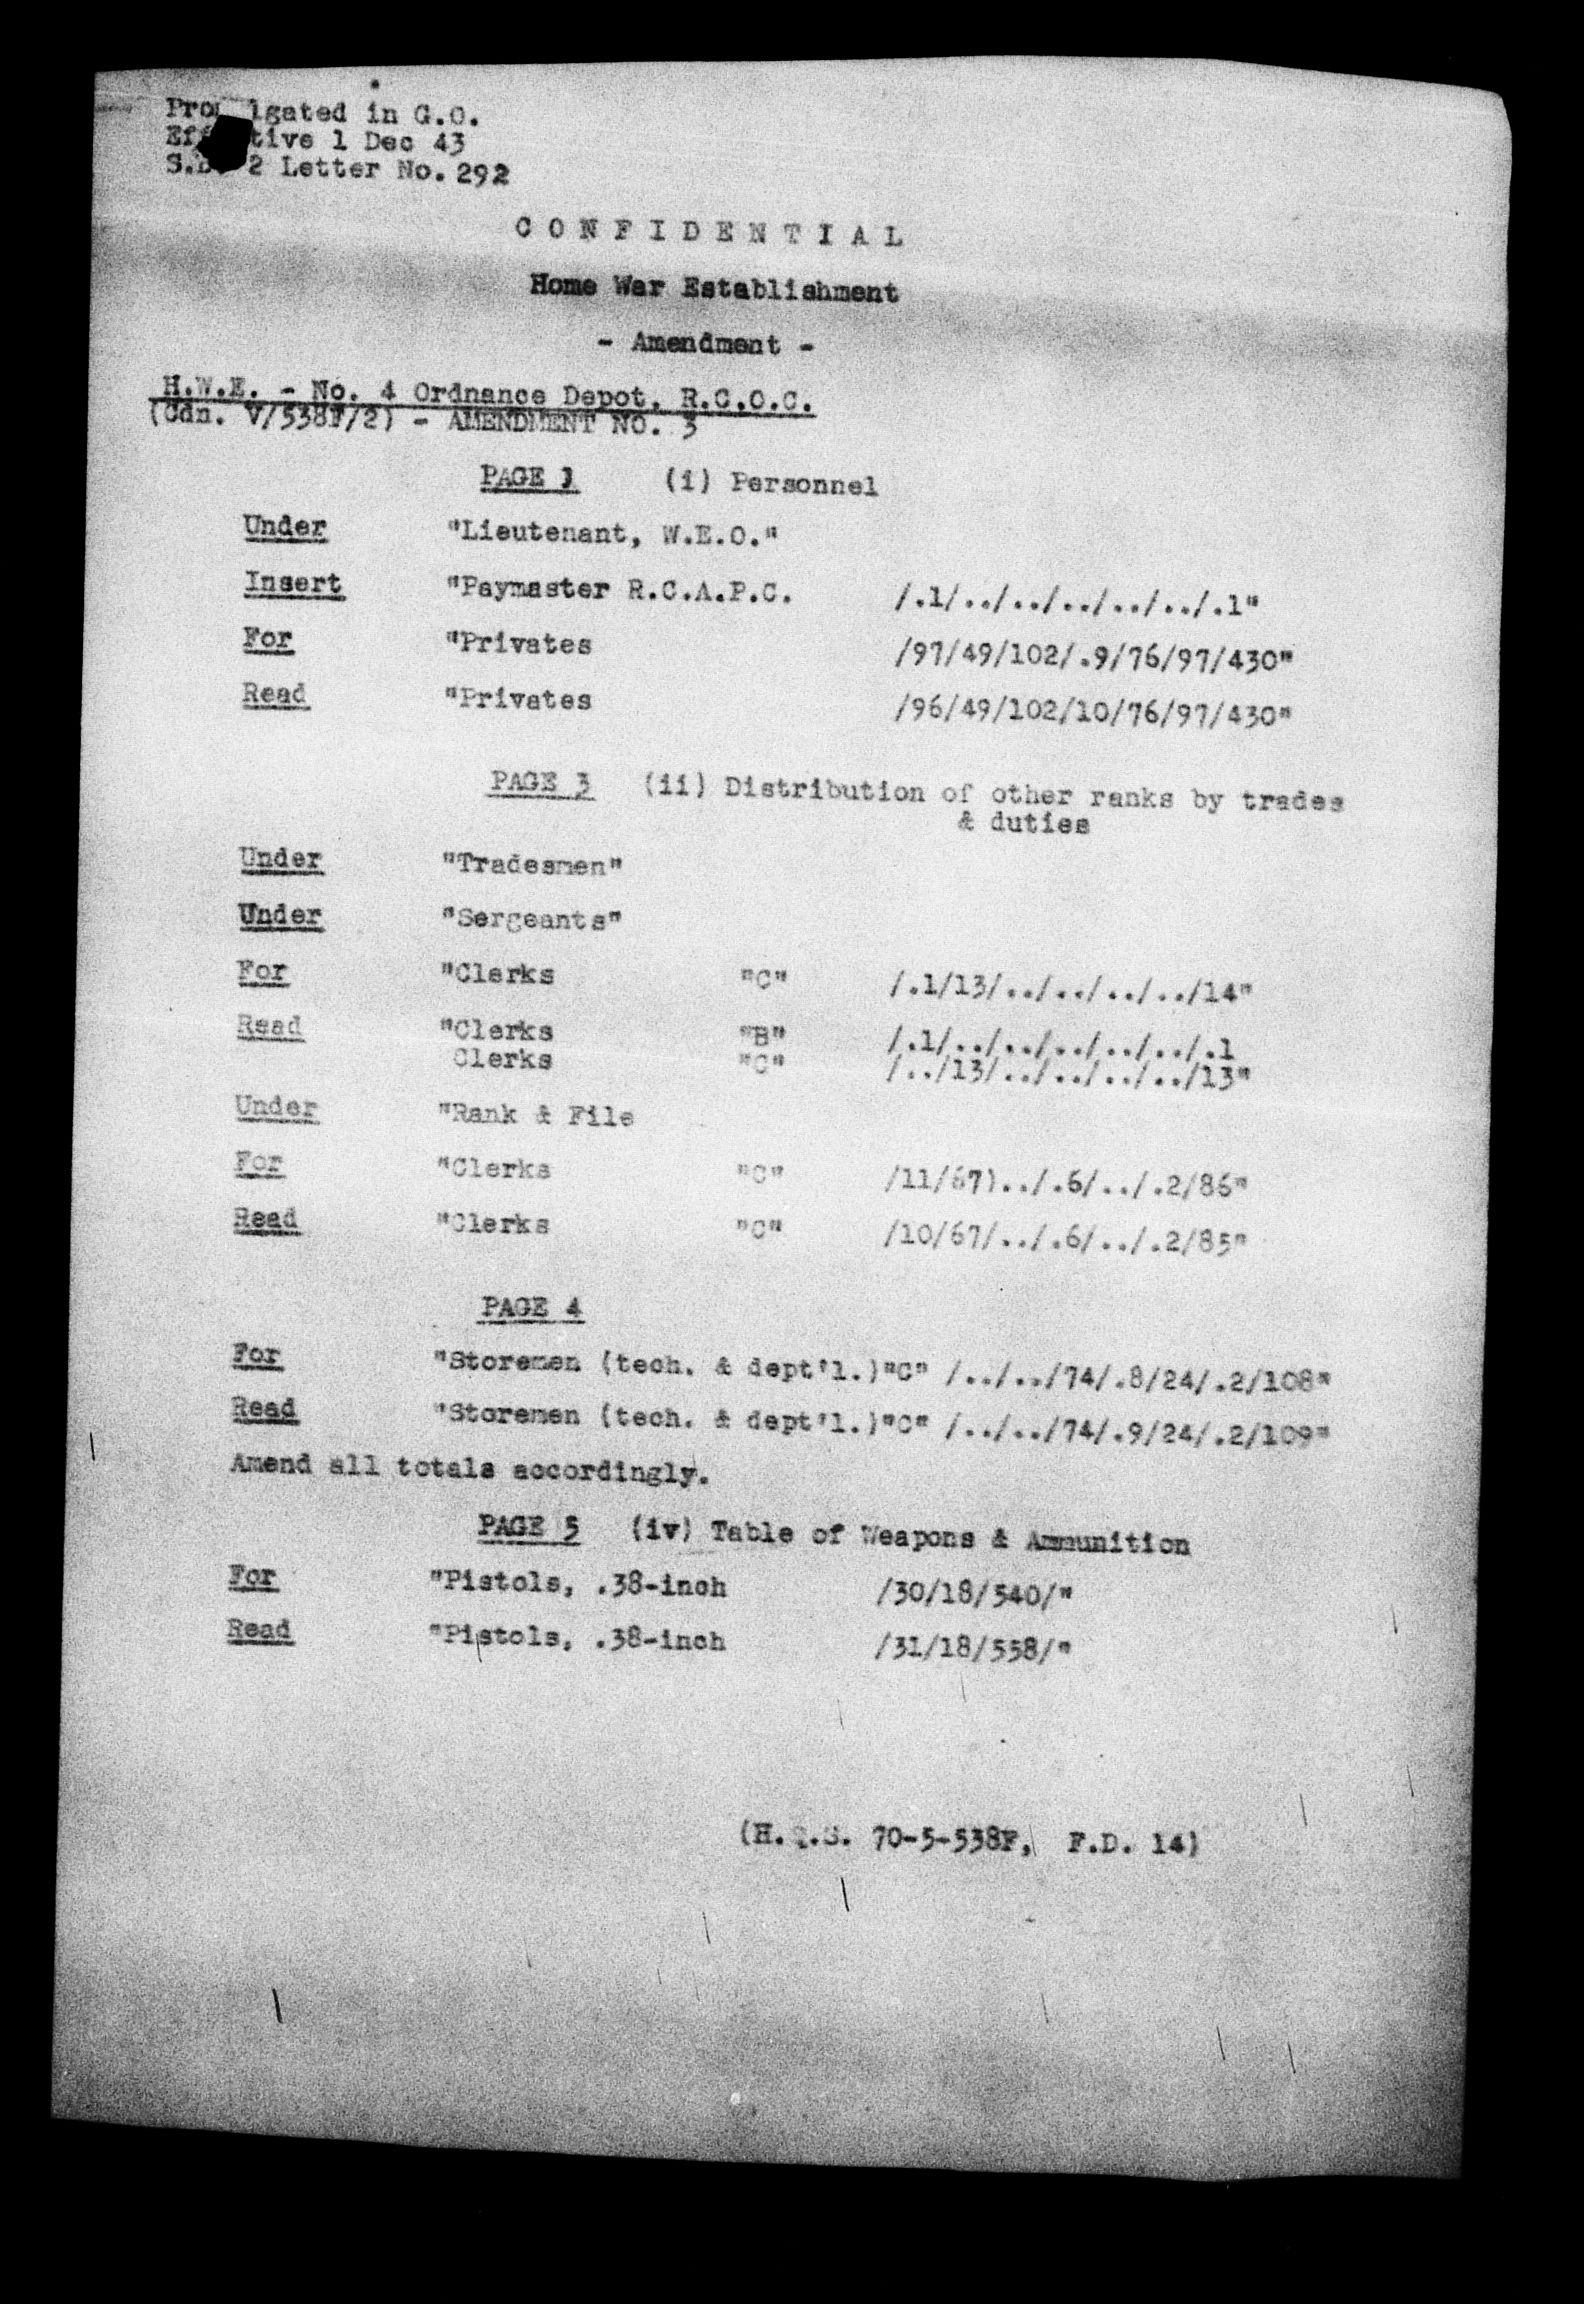 Promulgated in G.O.
Effective 1 Dec 43
S.D. 2 Letter No. 292
C O N F I D E N T I A L
Home War Establishment
- Amendment -
H.W.E. - No. 4 Ordnance Depot, R.C.O.C.
(Cdn. V/538F/2) - AMENDMENT NO. 3
PAGE 1 (i) Personnel
Under "Lieutenant, W.E.O."
Insert "Paymaster R.C.A.P.C. /.1/../../../../../.1"
For "Privates /97/49/102/.9/76/97/430"
Read "Privates /96/49/102/10/76/97/430"
PAGE 3 (ii) Distribution of other ranks by trades
& duties
Under "Tradesmen"
Under "Sergeants"
For "Clerks "C" /.1/13/../../../../14"
Read "Clerks "B" /.1/../../../../../.1
Clerks "C" /../13/../../../../13"
Under "Rank & File
For "Clerks "C" /11/67)../.6/../.2/86"
Read "Clerks "C" /10/67/../.6/../.2/85"
PAGE 4
For "Storemen (tech. & dept'l.)"C" /../../74/.8/24/.2/108"
Read "Storemen (tech. & dept'l.)"C" /../../74/.9/24/.2/109"
Amend all totals accordingly.
PAGE 5 (iv) Table of Weapons & Ammunition
For "Pistols, .38-inch /30/18/540/"
Read "Pistols, .38-inch /31/18/558/"
(H.Q.S. 70-5-538F, F.D. 14)